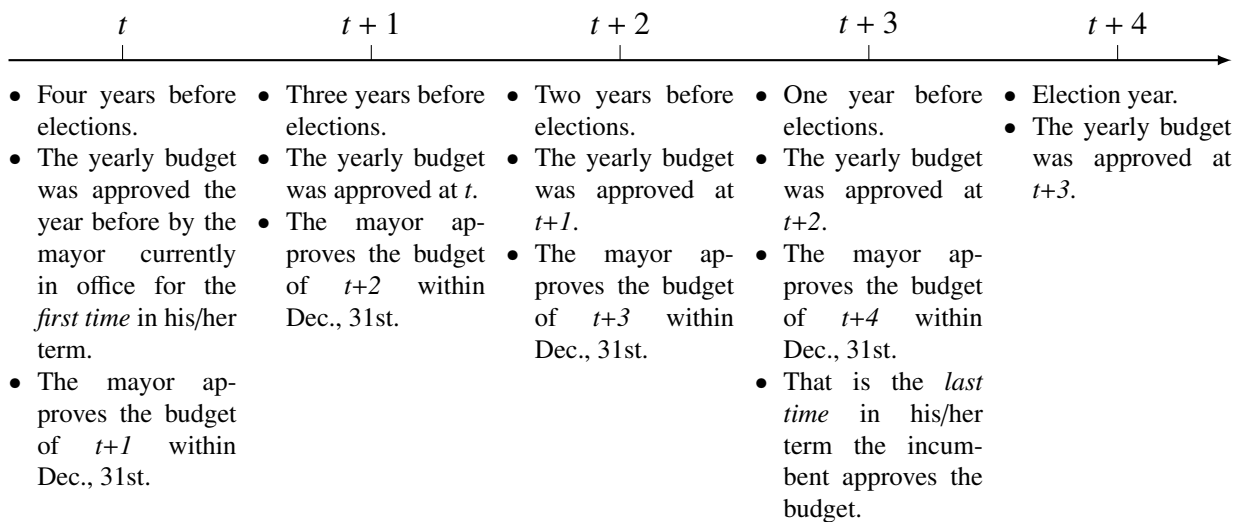 t
t + 1
t + 2
t + 3
t + 4
• Four years before
elections.
• The yearly budget
was approved the
year before by the
mayor currently
in office for the
first time in his/her
term.
• The mayor ap-
proves the budget
of t+1 within
Dec., 31st.
• Three years before
elections.
• The yearly budget
was approved at t.
• The mayor ap-
proves the budget
of t+2 within
Dec., 31st.
• Two years before
elections.
• The yearly budget
was approved at
t+1.
• The mayor ap-
proves the budget
of t+3 within
Dec., 31st.
• One year before
elections.
• The yearly budget
was approved at
t+2.
• The mayor ap-
proves the budget
of t+4 within
Dec., 31st.
• That is the last
time in his/her
term the incum-
bent approves the
budget.
• Election year.
• The yearly budget
was approved at
t+3.